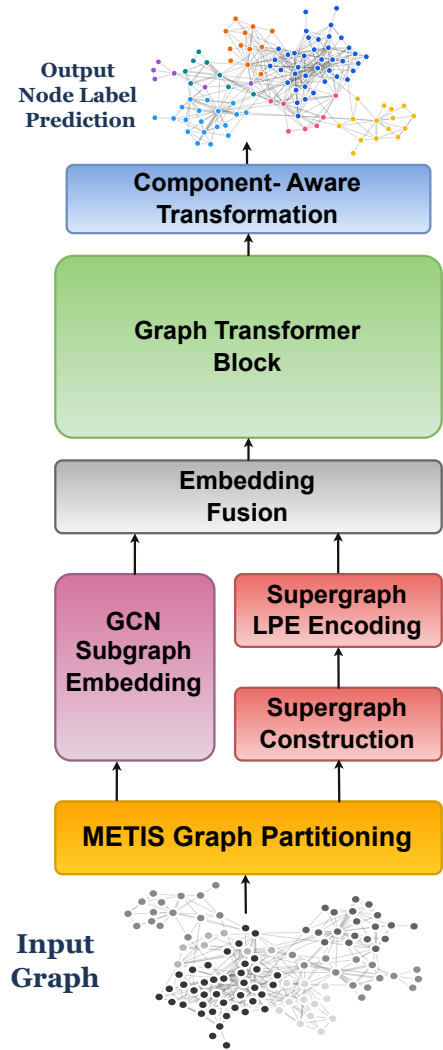 Output
Node Label
Prediction
Component- Aware
Transformation
Graph Transformer
Block
Embedding
Fusion
GCN
Subgraph
Embedding
Supergraph
LPE Encoding
Supergraph
Construction
METIS Graph Partitioning
Input
Graph